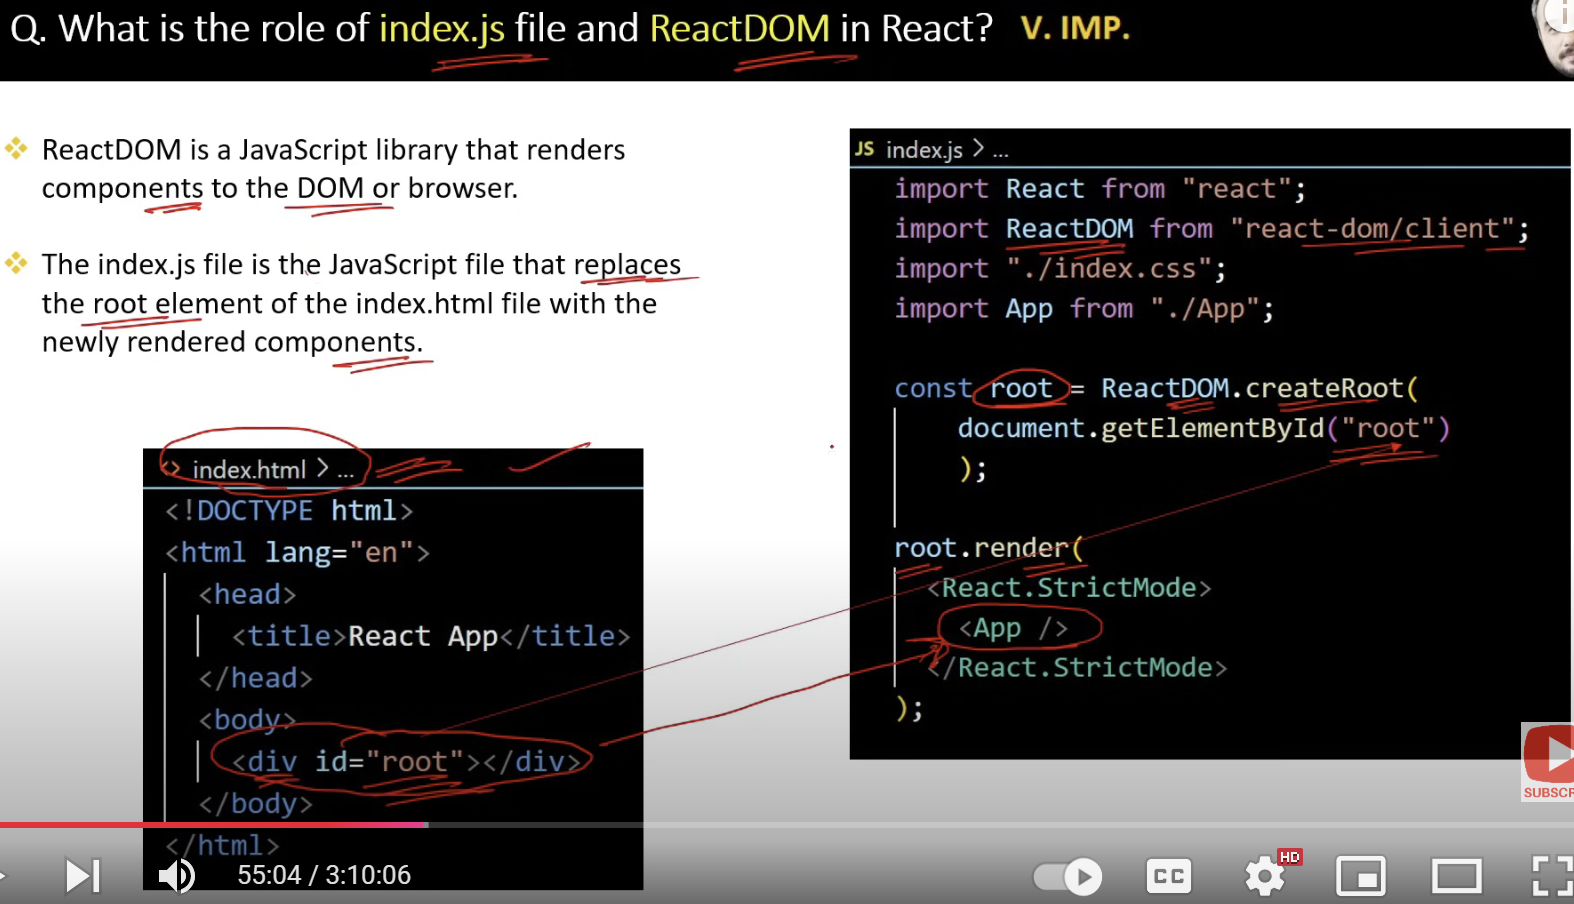 Q. What is the role of index.js file and ReactDOM in React? V. IMP.
ReactDOM is a JavaScript library that renders
components to the DOM or browser.
The index.js file is the JavaScript file that replaces
the root element of the index.html file with the
newly rendered components.
<> index.html > ...
<!DOCTYPE html>
<html lang="en">
<head>
<title>React App</title>
</head>
<body>
<div id="root"></div>
</body>
</html>
JS index.js > ...
import React from "react";
import ReactDOM from "react-dom/client";
import "./index.css";
import App from "./App";
const root = ReactDOM.createRoot(
document.getElementById("root")
);
root.render(
<React.StrictMode>
<App />
</React.StrictMode>
);
SUBSCR
55:04 / 3:10:06
CC
HD